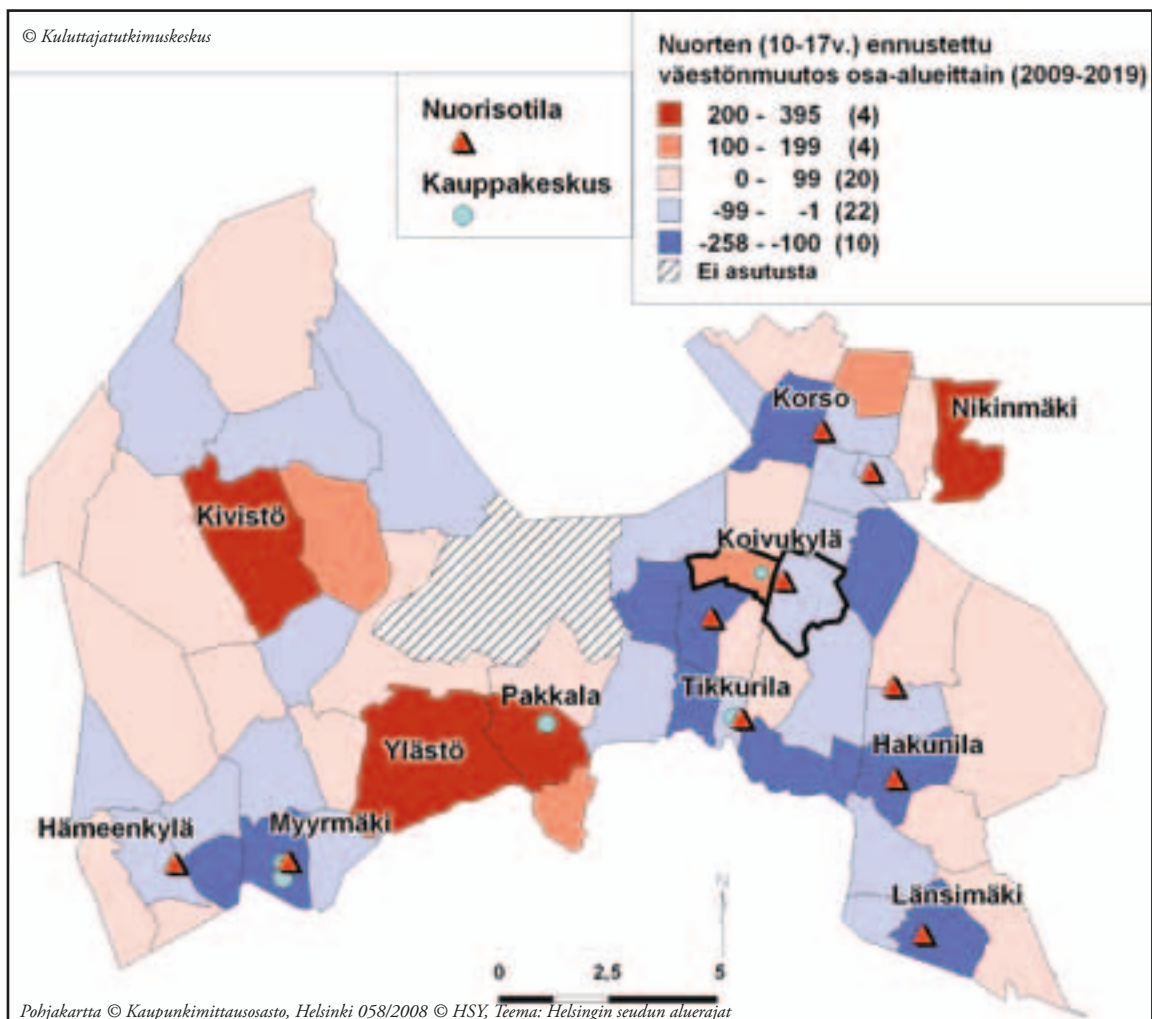 © Kuluttajatutkimuskeskus
Nuorten (10-17v.) ennustettu
väestönmuutos osa-alueittain (2009-2019)
200 - 395 (4)
100 - 199 (4)
0 - 99 (20)
-99 - -1 (22)
-258 - -100 (10)
Ei asutusta
Nuorisotila
Kauppakeskus
Korso
Nikinmäki
Kivistö
Koivukylä
Pakkala
Tikkurila
Ylästö
Hakunila
Hämeenkylä
Myyrmäki
Länsimäki
N
0 2,5 5
Pohjakartta © Kaupunkimittausosasto, Helsinki 058/2008 © HSY, Teema: Helsingin seudun aluerajat